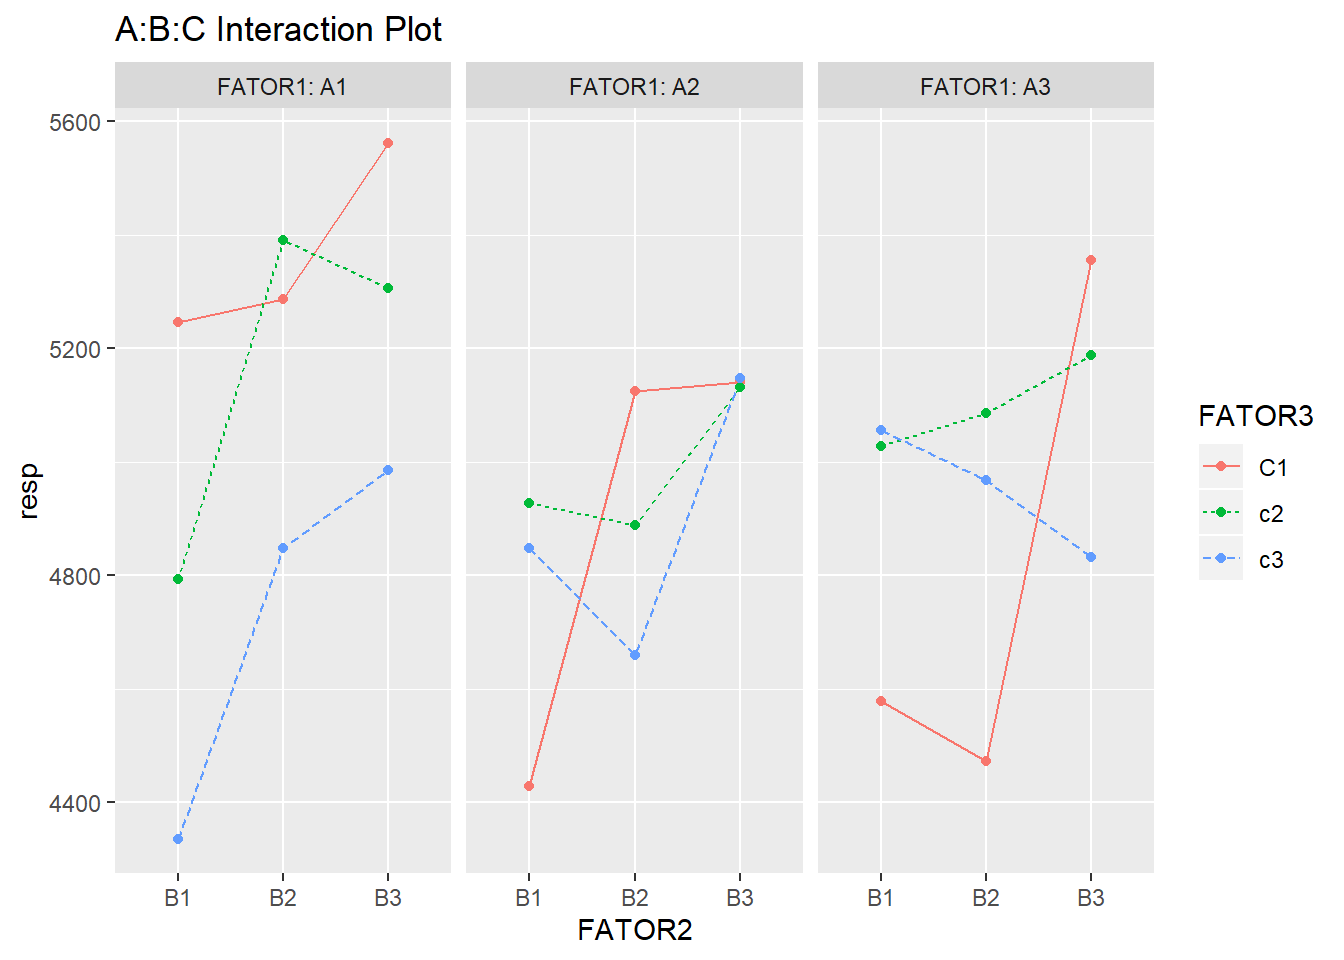 A:B:C Interaction Plot
FATOR1: A1
FATOR1: A2
FATOR1: A3
5600
5200
4800
4400
resp
B1 B2 B3
B1 B2 B3
B1 B2 B3
FATOR2
FATOR3
C1
c2
c3